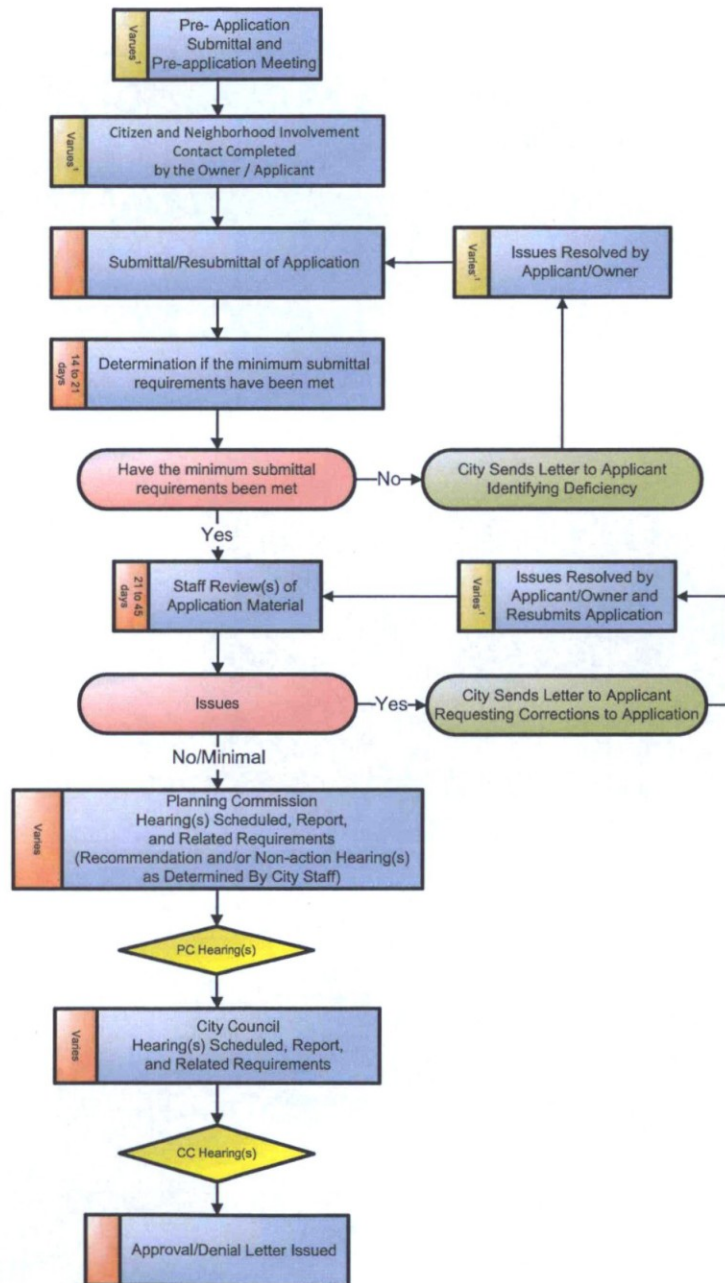 Varues¹
Pre- Application
Submittal and
Pre-application Meeting
Varues¹
Citizen and Neighborhood Involvement
Contact Completed
by the Owner / Applicant
Submittal/Resubmittal of Application
Varies¹
Issues Resolved by
Applicant/Owner
14 to 21
days
Determination if the minimum submittal
requirements have been met
Have the minimum submittal
requirements been met
No
City Sends Letter to Applicant
Identifying Deficiency
Yes
21 to 45
days
Staff Review(s) of
Application Material
Varies¹
Issues Resolved by
Applicant/Owner and
Resubmits Application
Issues
Yes
City Sends Letter to Applicant
Requesting Corrections to Application
No/Minimal
Varies
Planning Commission
Hearing(s) Scheduled, Report,
and Related Requirements
(Recommendation and/or Non-action Hearing(s)
as Determined By City Staff)
PC Hearing(s)
Varies
City Council
Hearing(s) Scheduled, Report,
and Related Requirements
CC Hearing(s)
Approval/Denial Letter Issued